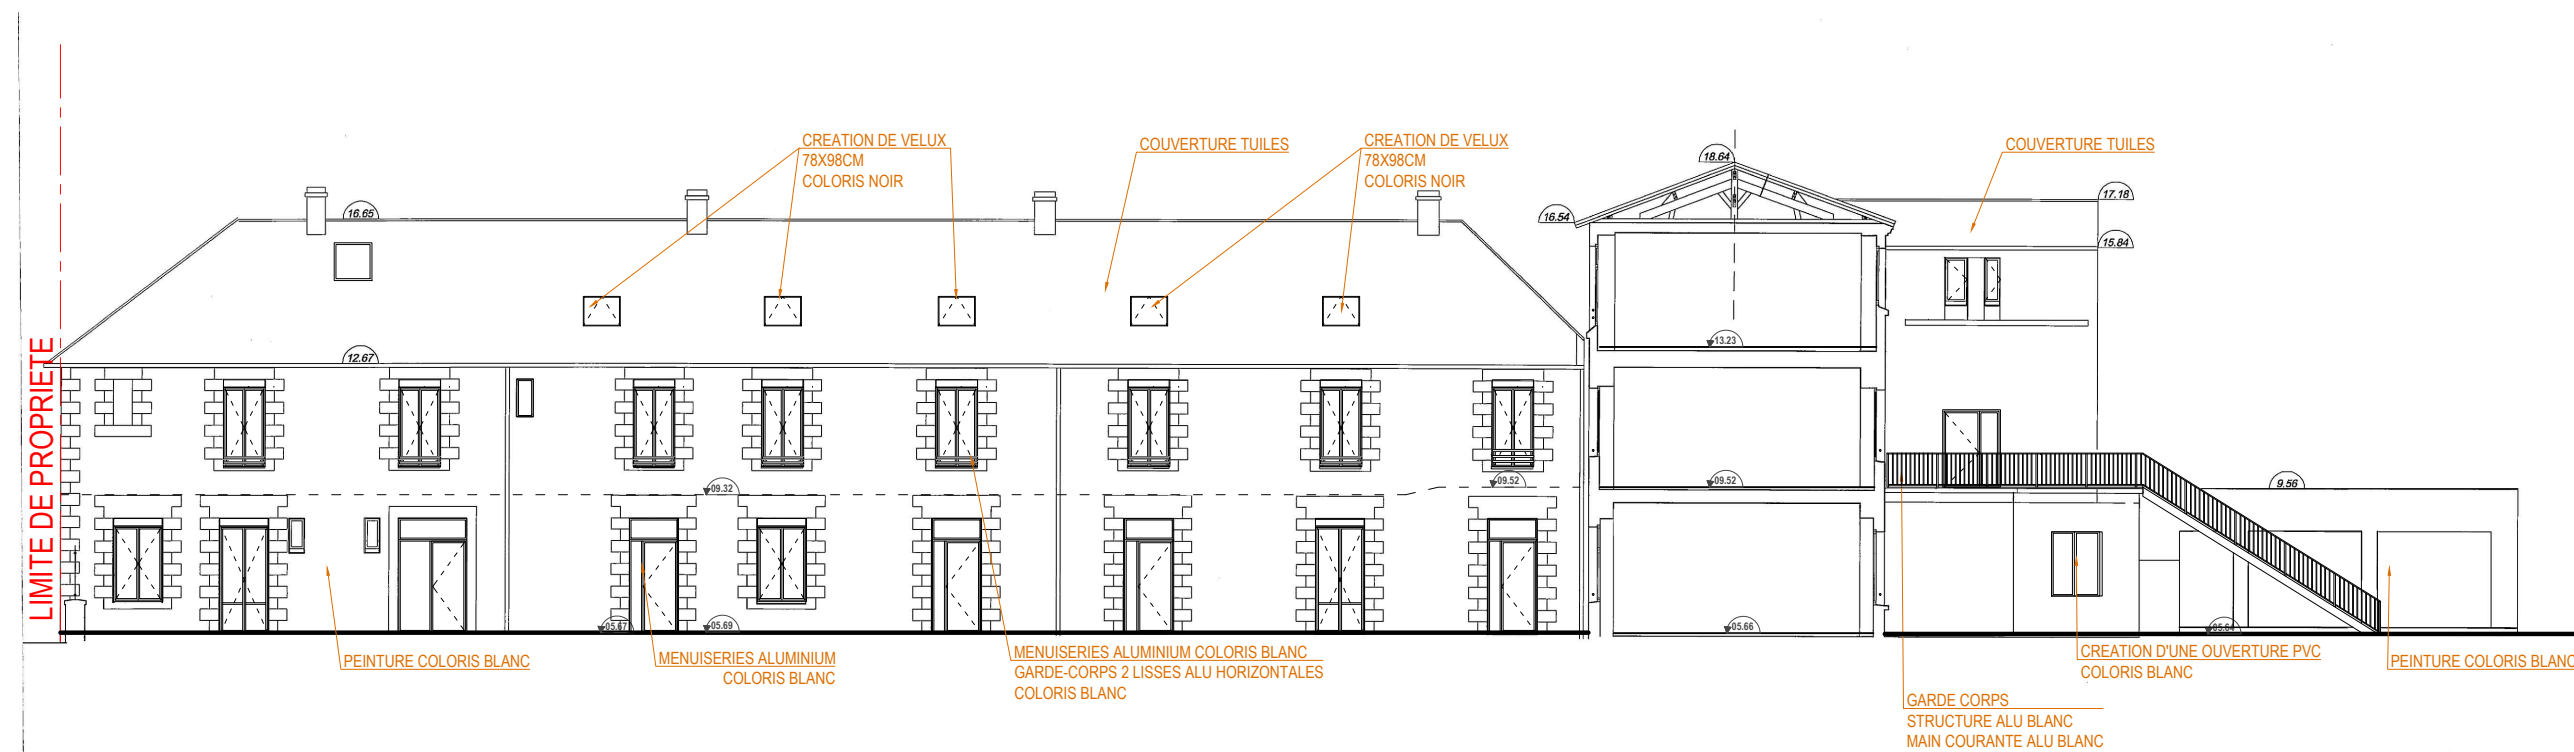 CREATION DE VELUX
78X98CM
COLORIS NOIR
COUVERTURE TUILES
CREATION DE VELUX
78X98CM
COLORIS NOIR
COUVERTURE TUILES
18.64
17.18
16.65
16.54
15.84
13.23
12.67
LIMITE DE PROPRIETE
09.32
09.52
09.52
9.56
05.67
05.69
05.66
05.64
PEINTURE COLORIS BLANC
MENUISERIES ALUMINIUM
COLORIS BLANC
MENUISERIES ALUMINIUM COLORIS BLANC
GARDE-CORPS 2 LISSES ALU HORIZONTALES
COLORIS BLANC
CREATION D'UNE OUVERTURE PVC
COLORIS BLANC
PEINTURE COLORIS BLANC
GARDE CORPS
STRUCTURE ALU BLANC
MAIN COURANTE ALU BLANC